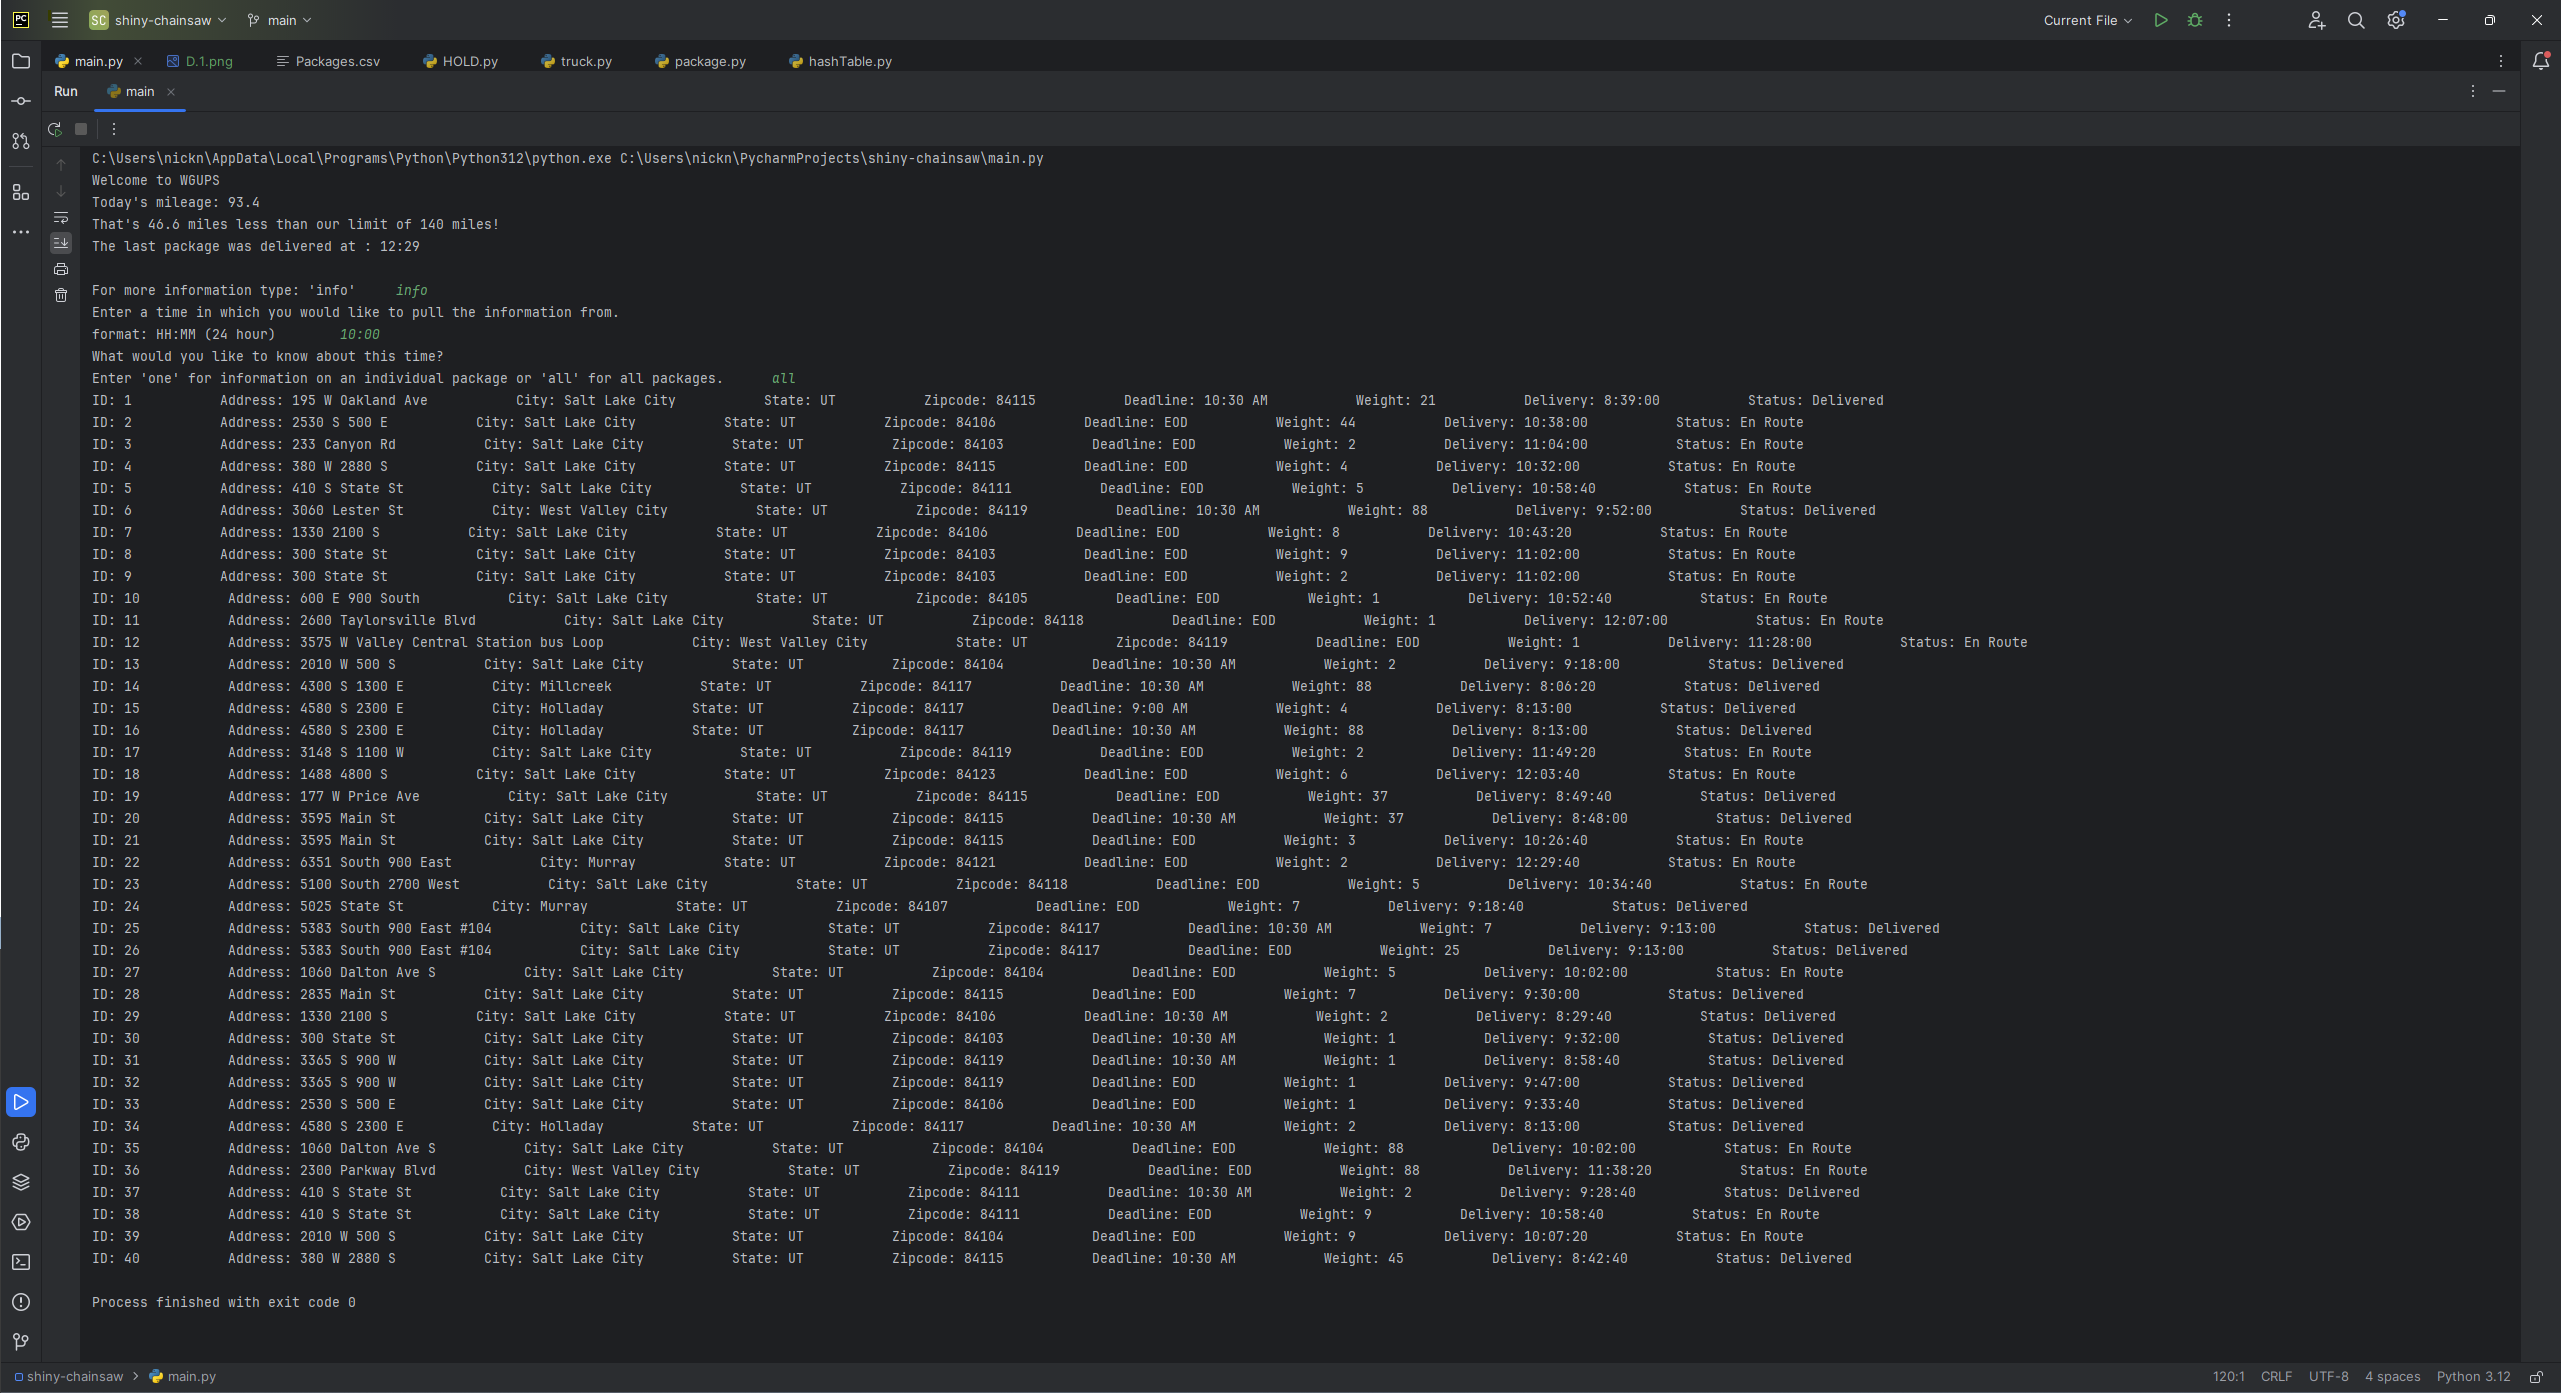 PC SC shiny-chainsaw main Current File
main.py D.1.png Packages.csv HOLD.py truck.py package.py hashTable.py
Run main
C:\Users\nickn\AppData\Local\Programs\Python\Python312\python.exe C:\Users\nickn\PycharmProjects\shiny-chainsaw\main.py
Welcome to WGUPS
Today's mileage: 93.4
That's 46.6 miles less than our limit of 140 miles!
The last package was delivered at : 12:29
For more information type: 'info' info
Enter a time in which you would like to pull the information from.
format: HH:MM (24 hour) 10:00
What would you like to know about this time?
Enter 'one' for information on an individual package or 'all' for all packages. all
ID: 1 Address: 195 W Oakland Ave City: Salt Lake City State: UT Zipcode: 84115 Deadline: 10:30 AM Weight: 21 Delivery: 8:39:00 Status: Delivered
ID: 2 Address: 2530 S 500 E City: Salt Lake City State: UT Zipcode: 84106 Deadline: EOD Weight: 44 Delivery: 10:38:00 Status: En Route
ID: 3 Address: 233 Canyon Rd City: Salt Lake City State: UT Zipcode: 84103 Deadline: EOD Weight: 2 Delivery: 11:04:00 Status: En Route
ID: 4 Address: 380 W 2880 S City: Salt Lake City State: UT Zipcode: 84115 Deadline: EOD Weight: 4 Delivery: 10:32:00 Status: En Route
ID: 5 Address: 410 S State St City: Salt Lake City State: UT Zipcode: 84111 Deadline: EOD Weight: 5 Delivery: 10:58:40 Status: En Route
ID: 6 Address: 3060 Lester St City: West Valley City State: UT Zipcode: 84119 Deadline: 10:30 AM Weight: 88 Delivery: 9:52:00 Status: Delivered
ID: 7 Address: 1330 2100 S City: Salt Lake City State: UT Zipcode: 84106 Deadline: EOD Weight: 8 Delivery: 10:43:20 Status: En Route
ID: 8 Address: 300 State St City: Salt Lake City State: UT Zipcode: 84103 Deadline: EOD Weight: 9 Delivery: 11:02:00 Status: En Route
ID: 9 Address: 300 State St City: Salt Lake City State: UT Zipcode: 84103 Deadline: EOD Weight: 2 Delivery: 11:02:00 Status: En Route
ID: 10 Address: 600 E 900 South City: Salt Lake City State: UT Zipcode: 84105 Deadline: EOD Weight: 1 Delivery: 10:52:40 Status: En Route
ID: 11 Address: 2600 Taylorsville Blvd City: Salt Lake City State: UT Zipcode: 84118 Deadline: EOD Weight: 1 Delivery: 12:07:00 Status: En Route
ID: 12 Address: 3575 W Valley Central Station bus Loop City: West Valley City State: UT Zipcode: 84119 Deadline: EOD Weight: 1 Delivery: 11:28:00 Status: En Route
ID: 13 Address: 2010 W 500 S City: Salt Lake City State: UT Zipcode: 84104 Deadline: 10:30 AM Weight: 2 Delivery: 9:18:00 Status: Delivered
ID: 14 Address: 4300 S 1300 E City: Millcreek State: UT Zipcode: 84117 Deadline: 10:30 AM Weight: 88 Delivery: 8:06:20 Status: Delivered
ID: 15 Address: 4580 S 2300 E City: Holladay State: UT Zipcode: 84117 Deadline: 9:00 AM Weight: 4 Delivery: 8:13:00 Status: Delivered
ID: 16 Address: 4580 S 2300 E City: Holladay State: UT Zipcode: 84117 Deadline: 10:30 AM Weight: 88 Delivery: 8:13:00 Status: Delivered
ID: 17 Address: 3148 S 1100 W City: Salt Lake City State: UT Zipcode: 84119 Deadline: EOD Weight: 2 Delivery: 11:49:20 Status: En Route
ID: 18 Address: 1488 4800 S City: Salt Lake City State: UT Zipcode: 84123 Deadline: EOD Weight: 6 Delivery: 12:03:40 Status: En Route
ID: 19 Address: 177 W Price Ave City: Salt Lake City State: UT Zipcode: 84115 Deadline: EOD Weight: 37 Delivery: 8:49:40 Status: Delivered
ID: 20 Address: 3595 Main St City: Salt Lake City State: UT Zipcode: 84115 Deadline: 10:30 AM Weight: 37 Delivery: 8:48:00 Status: Delivered
ID: 21 Address: 3595 Main St City: Salt Lake City State: UT Zipcode: 84115 Deadline: EOD Weight: 3 Delivery: 10:26:40 Status: En Route
ID: 22 Address: 6351 South 900 East City: Murray State: UT Zipcode: 84121 Deadline: EOD Weight: 2 Delivery: 12:29:40 Status: En Route
ID: 23 Address: 5100 South 2700 West City: Salt Lake City State: UT Zipcode: 84118 Deadline: EOD Weight: 5 Delivery: 10:34:40 Status: En Route
ID: 24 Address: 5025 State St City: Murray State: UT Zipcode: 84107 Deadline: EOD Weight: 7 Delivery: 9:18:40 Status: Delivered
ID: 25 Address: 5383 South 900 East #104 City: Salt Lake City State: UT Zipcode: 84117 Deadline: 10:30 AM Weight: 7 Delivery: 9:13:00 Status: Delivered
ID: 26 Address: 5383 South 900 East #104 City: Salt Lake City State: UT Zipcode: 84117 Deadline: EOD Weight: 25 Delivery: 9:13:00 Status: Delivered
ID: 27 Address: 1060 Dalton Ave S City: Salt Lake City State: UT Zipcode: 84104 Deadline: EOD Weight: 5 Delivery: 10:02:00 Status: En Route
ID: 28 Address: 2835 Main St City: Salt Lake City State: UT Zipcode: 84115 Deadline: EOD Weight: 7 Delivery: 9:30:00 Status: Delivered
ID: 29 Address: 1330 2100 S City: Salt Lake City State: UT Zipcode: 84106 Deadline: 10:30 AM Weight: 2 Delivery: 8:29:40 Status: Delivered
ID: 30 Address: 300 State St City: Salt Lake City State: UT Zipcode: 84103 Deadline: 10:30 AM Weight: 1 Delivery: 9:32:00 Status: Delivered
ID: 31 Address: 3365 S 900 W City: Salt Lake City State: UT Zipcode: 84119 Deadline: 10:30 AM Weight: 1 Delivery: 8:58:40 Status: Delivered
ID: 32 Address: 3365 S 900 W City: Salt Lake City State: UT Zipcode: 84119 Deadline: EOD Weight: 1 Delivery: 9:47:00 Status: Delivered
ID: 33 Address: 2530 S 500 E City: Salt Lake City State: UT Zipcode: 84106 Deadline: EOD Weight: 1 Delivery: 9:33:40 Status: Delivered
ID: 34 Address: 4580 S 2300 E City: Holladay State: UT Zipcode: 84117 Deadline: 10:30 AM Weight: 2 Delivery: 8:13:00 Status: Delivered
ID: 35 Address: 1060 Dalton Ave S City: Salt Lake City State: UT Zipcode: 84104 Deadline: EOD Weight: 88 Delivery: 10:02:00 Status: En Route
ID: 36 Address: 2300 Parkway Blvd City: West Valley City State: UT Zipcode: 84119 Deadline: EOD Weight: 88 Delivery: 11:38:20 Status: En Route
ID: 37 Address: 410 S State St City: Salt Lake City State: UT Zipcode: 84111 Deadline: 10:30 AM Weight: 2 Delivery: 9:28:40 Status: Delivered
ID: 38 Address: 410 S State St City: Salt Lake City State: UT Zipcode: 84111 Deadline: EOD Weight: 9 Delivery: 10:58:40 Status: En Route
ID: 39 Address: 2010 W 500 S City: Salt Lake City State: UT Zipcode: 84104 Deadline: EOD Weight: 9 Delivery: 10:07:20 Status: En Route
ID: 40 Address: 380 W 2880 S City: Salt Lake City State: UT Zipcode: 84115 Deadline: 10:30 AM Weight: 45 Delivery: 8:42:40 Status: Delivered
Process finished with exit code 0
shiny-chainsaw main.py 120:1 CRLF UTF-8 4 spaces Python 3.12